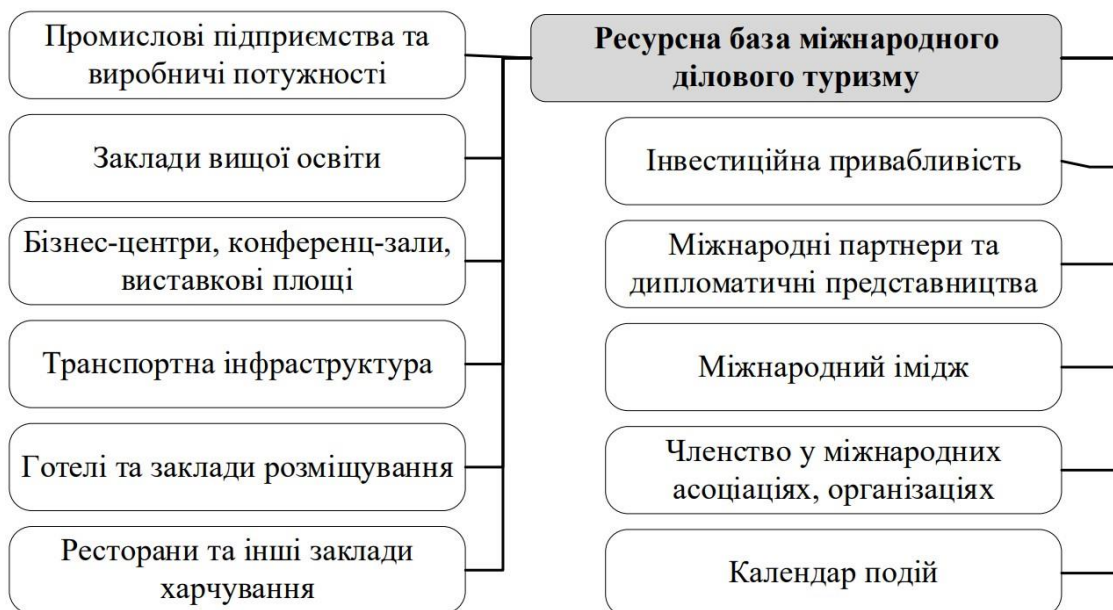 Ресурсна база міжнародного
ділового туризму
Промислові підприємства та
виробничі потужності
Заклади вищої освіти
Бізнес-центри, конференц-зали,
виставкові площі
Транспортна інфраструктура
Готелі та заклади розміщування
Ресторани та інші заклади
харчування
Інвестиційна привабливість
Міжнародні партнери та
дипломатичні представництва
Міжнародний імідж
Членство у міжнародних
асоціаціях, організаціях
Календар подій